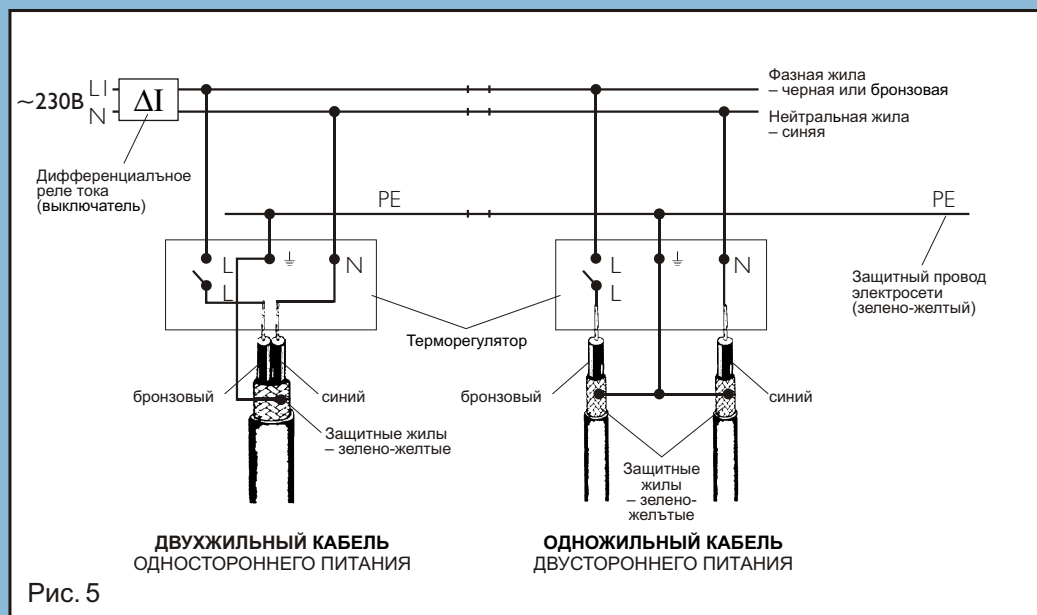 ~230В
LI
N
ΔI
Фазная жила
– черная или бронзовая
Нейтральная жила
– синяя
Дифференциалъное
реле тока
(выключатель)
PE
PE
L
L
N
L
L
N
Защитный провод
электросети
(зелено-желтый)
Терморегулятор
бронзовый
синий
бронзовый
синий
Защитные жилы
– зелено-желтые
Защитные
жилы
– зелено-
желътые
ДВУХЖИЛЬНЫЙ КАБЕЛЬ
ОДНОСТОРОННЕГО ПИТАНИЯ
ОДНОЖИЛЬНЫЙ КАБЕЛЬ
ДВУСТОРОННЕГО ПИТАНИЯ
Рис. 5